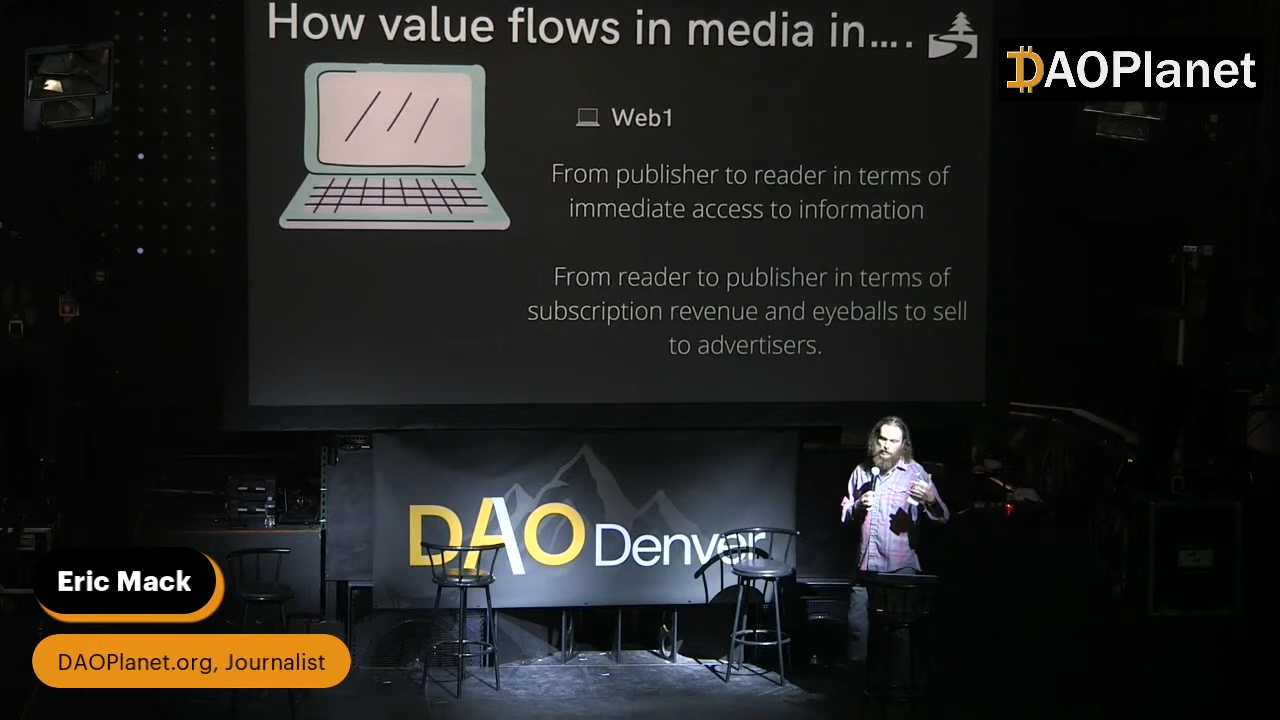 How value flows in media in....
DAOPlanet
Web1
From publisher to reader in terms of
immediate access to information
From reader to publisher in terms of
subscription revenue and eyeballs to sell
to advertisers.
DAO Denver
Eric Mack
DAOPlanet.org, Journalist